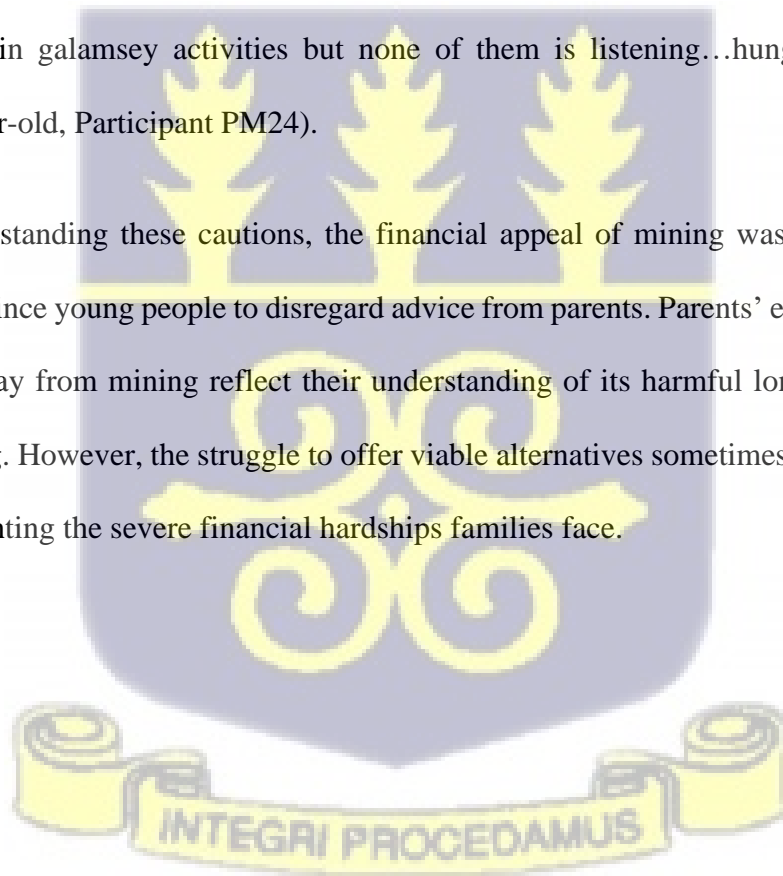 in galamsey activities but none of them is listening…hung
r-old, Participant PM24).
standing these cautions, the financial appeal of mining was
ince young people to disregard advice from parents. Parents’ e
ay from mining reflect their understanding of its harmful lon
g. However, the struggle to offer viable alternatives sometimes
nting the severe financial hardships families face.
INTEGRI PROCEDAMUS